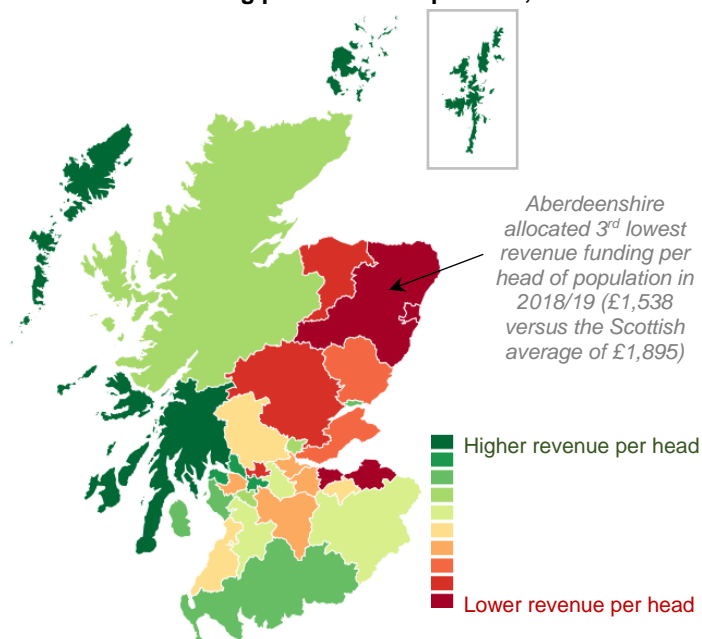 Aberdeenshire
allocated 3rd lowest
revenue funding per
head of population in
2018/19 (£1,538
versus the Scottish
average of £1,895)
Higher revenue per head
Lower revenue per head